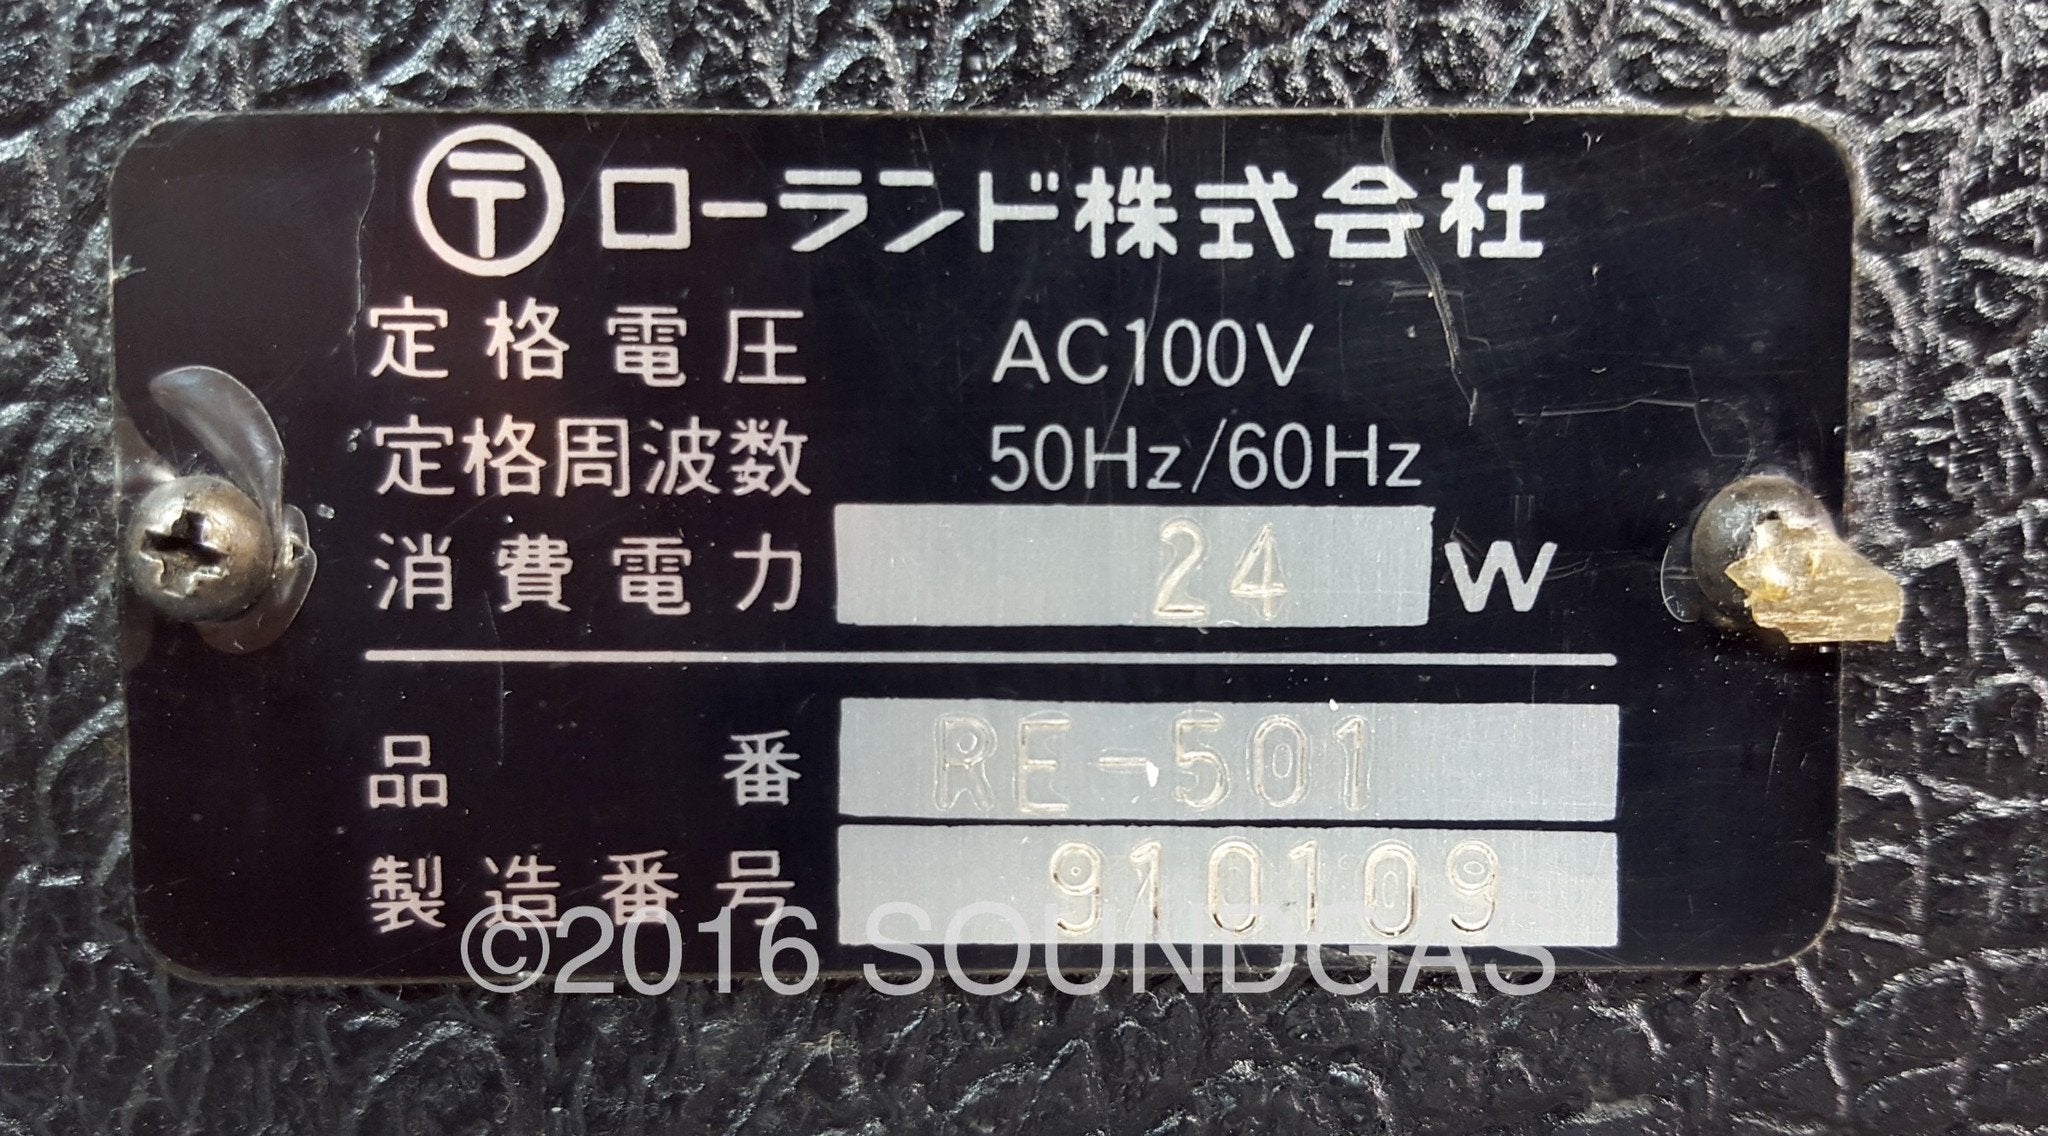 〶 ローランド株式会社
定格電圧 AC100V
定格周波数 50Hz/60Hz
消費電力 24 W
品番 RE-501
製造番号 910109
©2016 SOUNDGAS